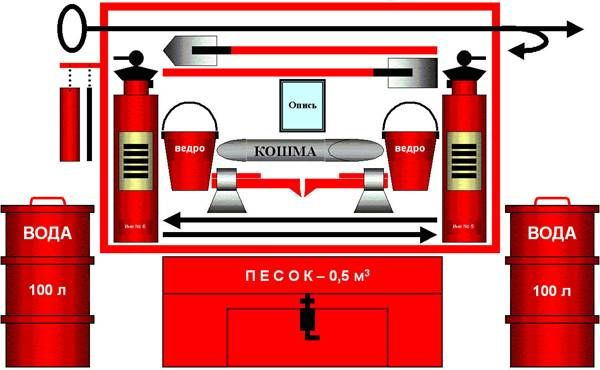 Опись
ведро
КОШМА
ведро
ВОДА
100 л
ПЕСОК – 0,5 м³
ВОДА
100 л